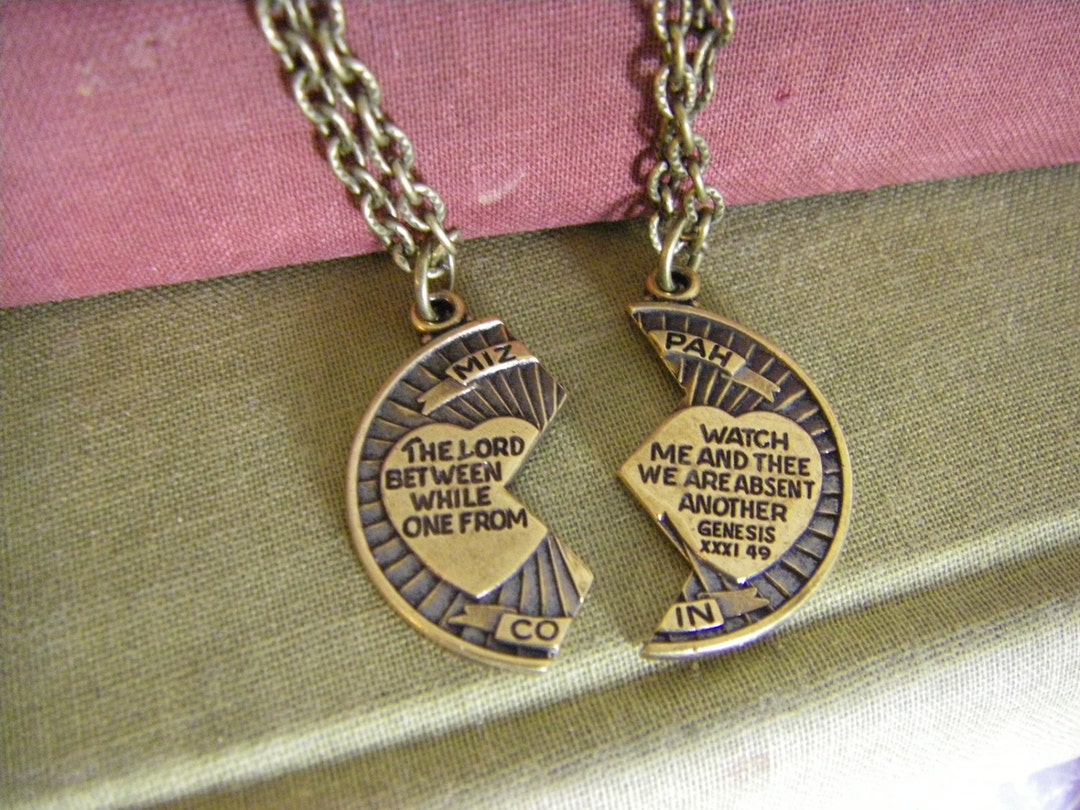 MIZ
THE LORD
BETWEEN
WHILE
ONE FROM
CO
PAH
WATCH
ME AND THEE
WE ARE ABSENT
ANOTHER
GENESIS
XXXI 49
IN